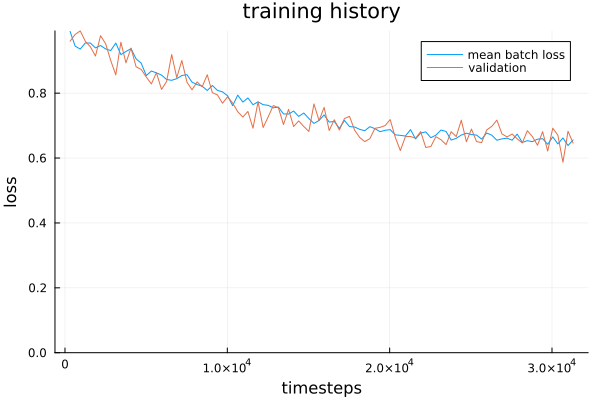 training history
mean batch loss
validation
loss
0.8
0.6
0.4
0.2
0.0
0
1.0×10⁴
2.0×10⁴
3.0×10⁴
timesteps